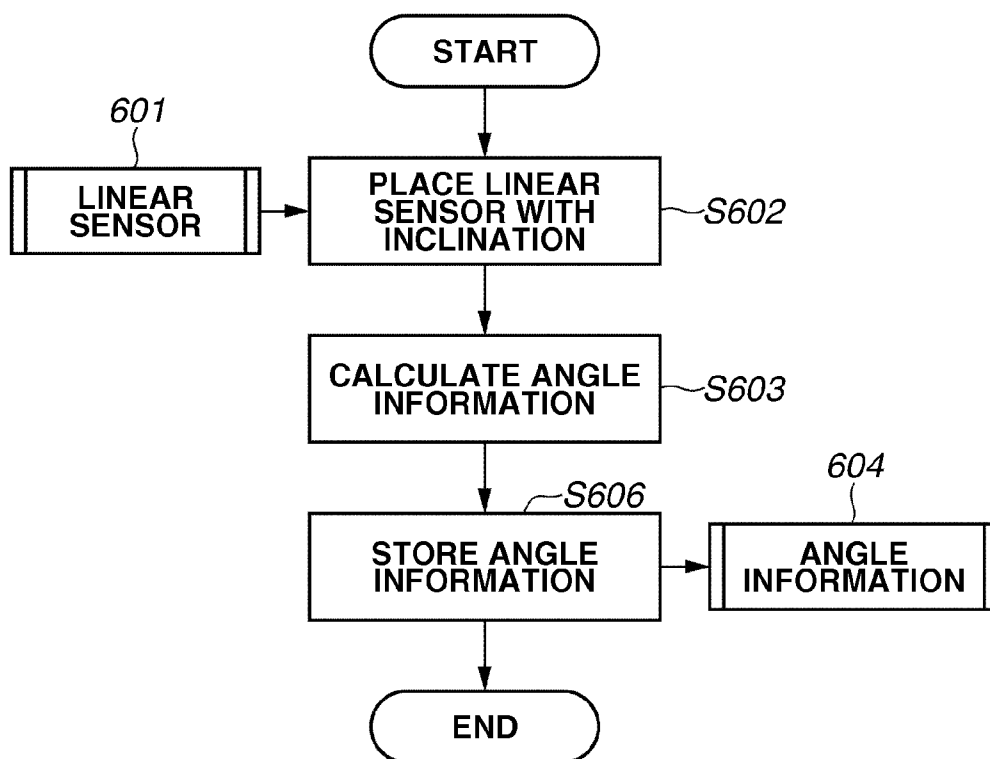 START
601
LINEAR
SENSOR
PLACE LINEAR
SENSOR WITH
INCLINATION
S602
CALCULATE ANGLE
INFORMATION
S603
S606
STORE ANGLE
INFORMATION
604
ANGLE
INFORMATION
END